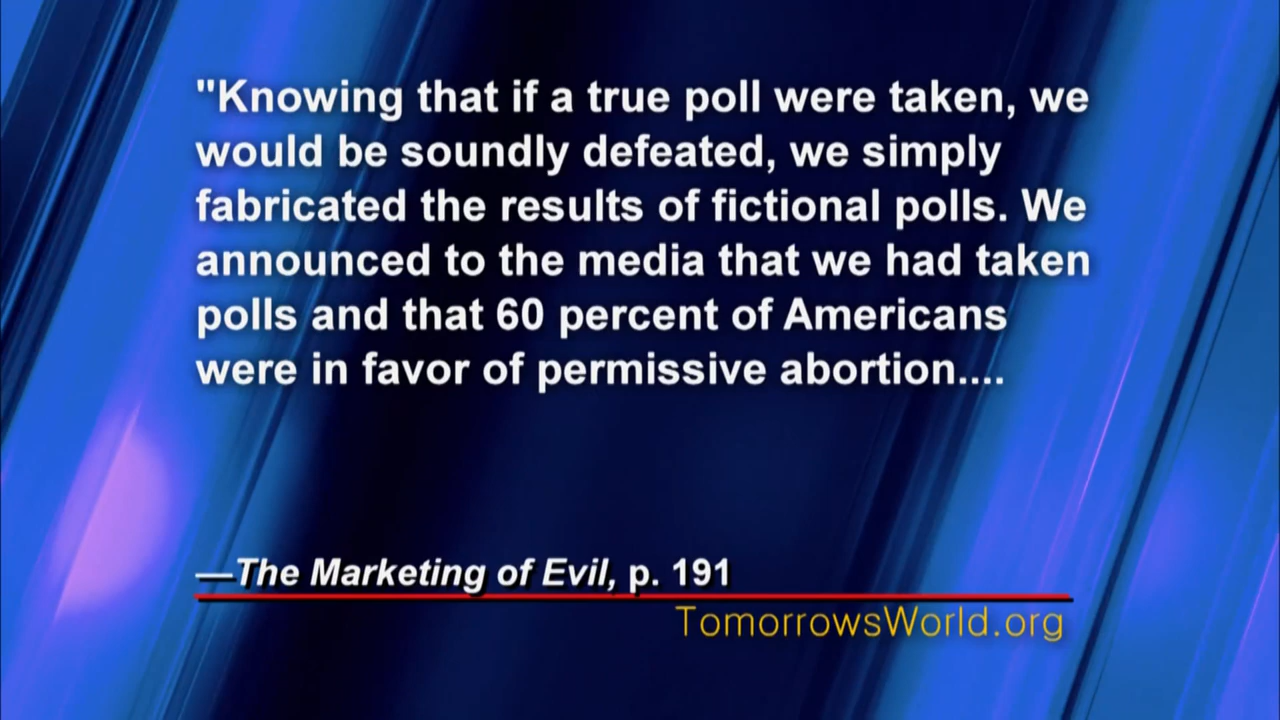 "Knowing that if a true poll were taken, we
would be soundly defeated, we simply
fabricated the results of fictional polls. We
announced to the media that we had taken
polls and that 60 percent of Americans
were in favor of permissive abortion....
—The Marketing of Evil, p. 191
TomorrowsWorld.org